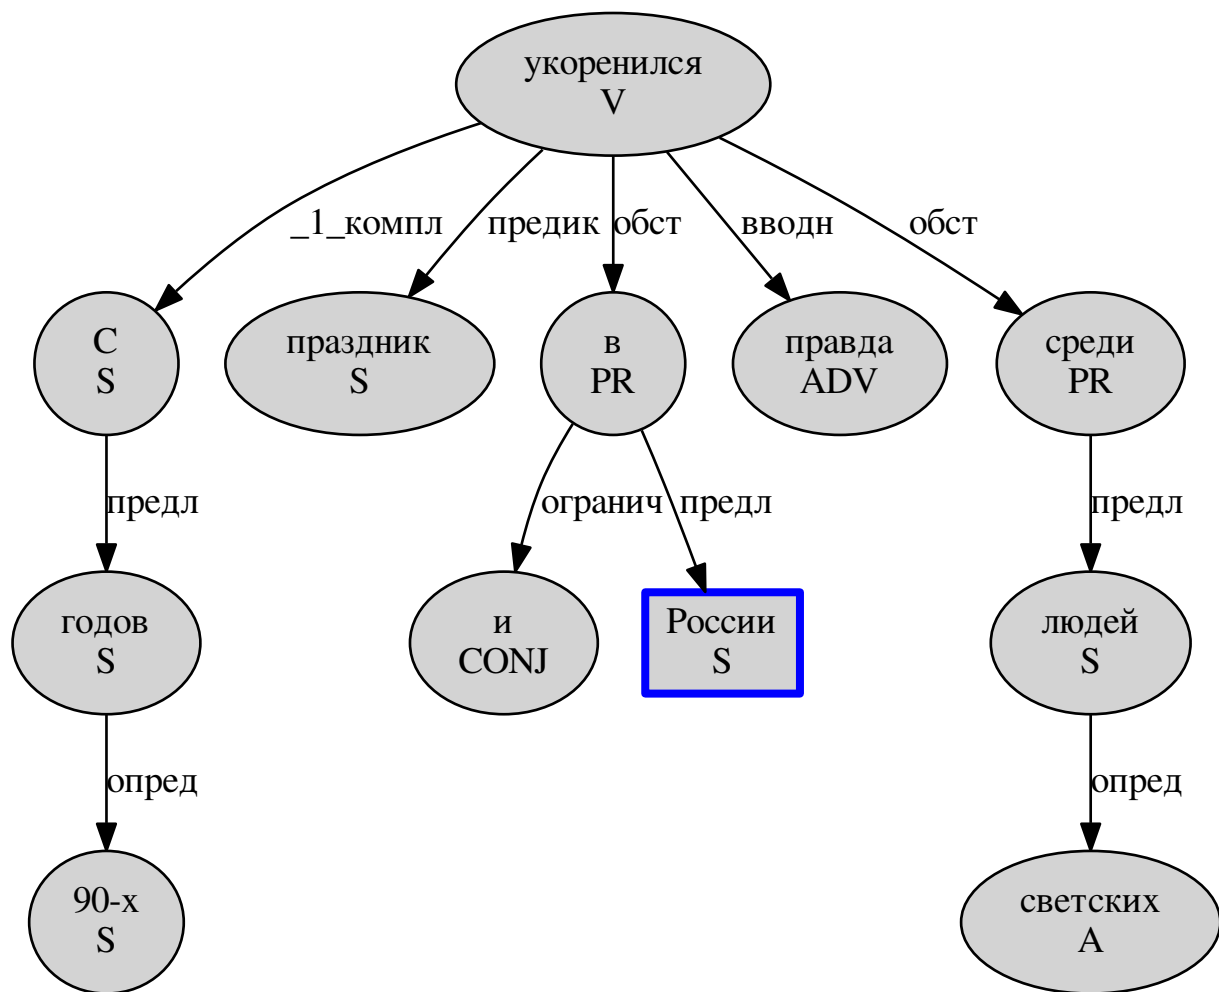 укоренился
V
_1_компл
предик
обст
вводн
обст
С
S
праздник
S
в
PR
правда
ADV
среди
PR
предл
огранич
предл
предл
годов
S
и
CONJ
России
S
людей
S
опред
опред
90-х
S
светских
A